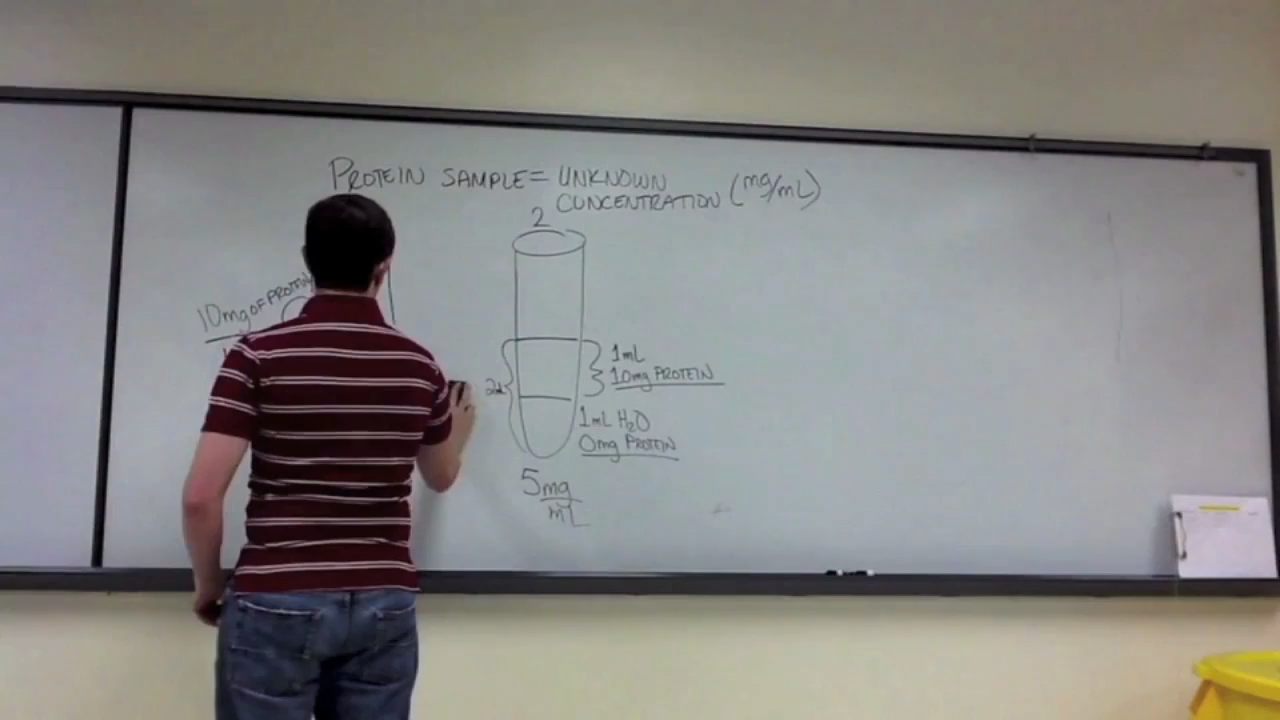 PROTEIN SAMPLE = UNKNOWN
CONCENTRATION (mg/mL)
2
10mg OF PROTEIN
1mL
10mg PROTEIN
1mL H₂O
0mg PROTEIN
5mg
mL